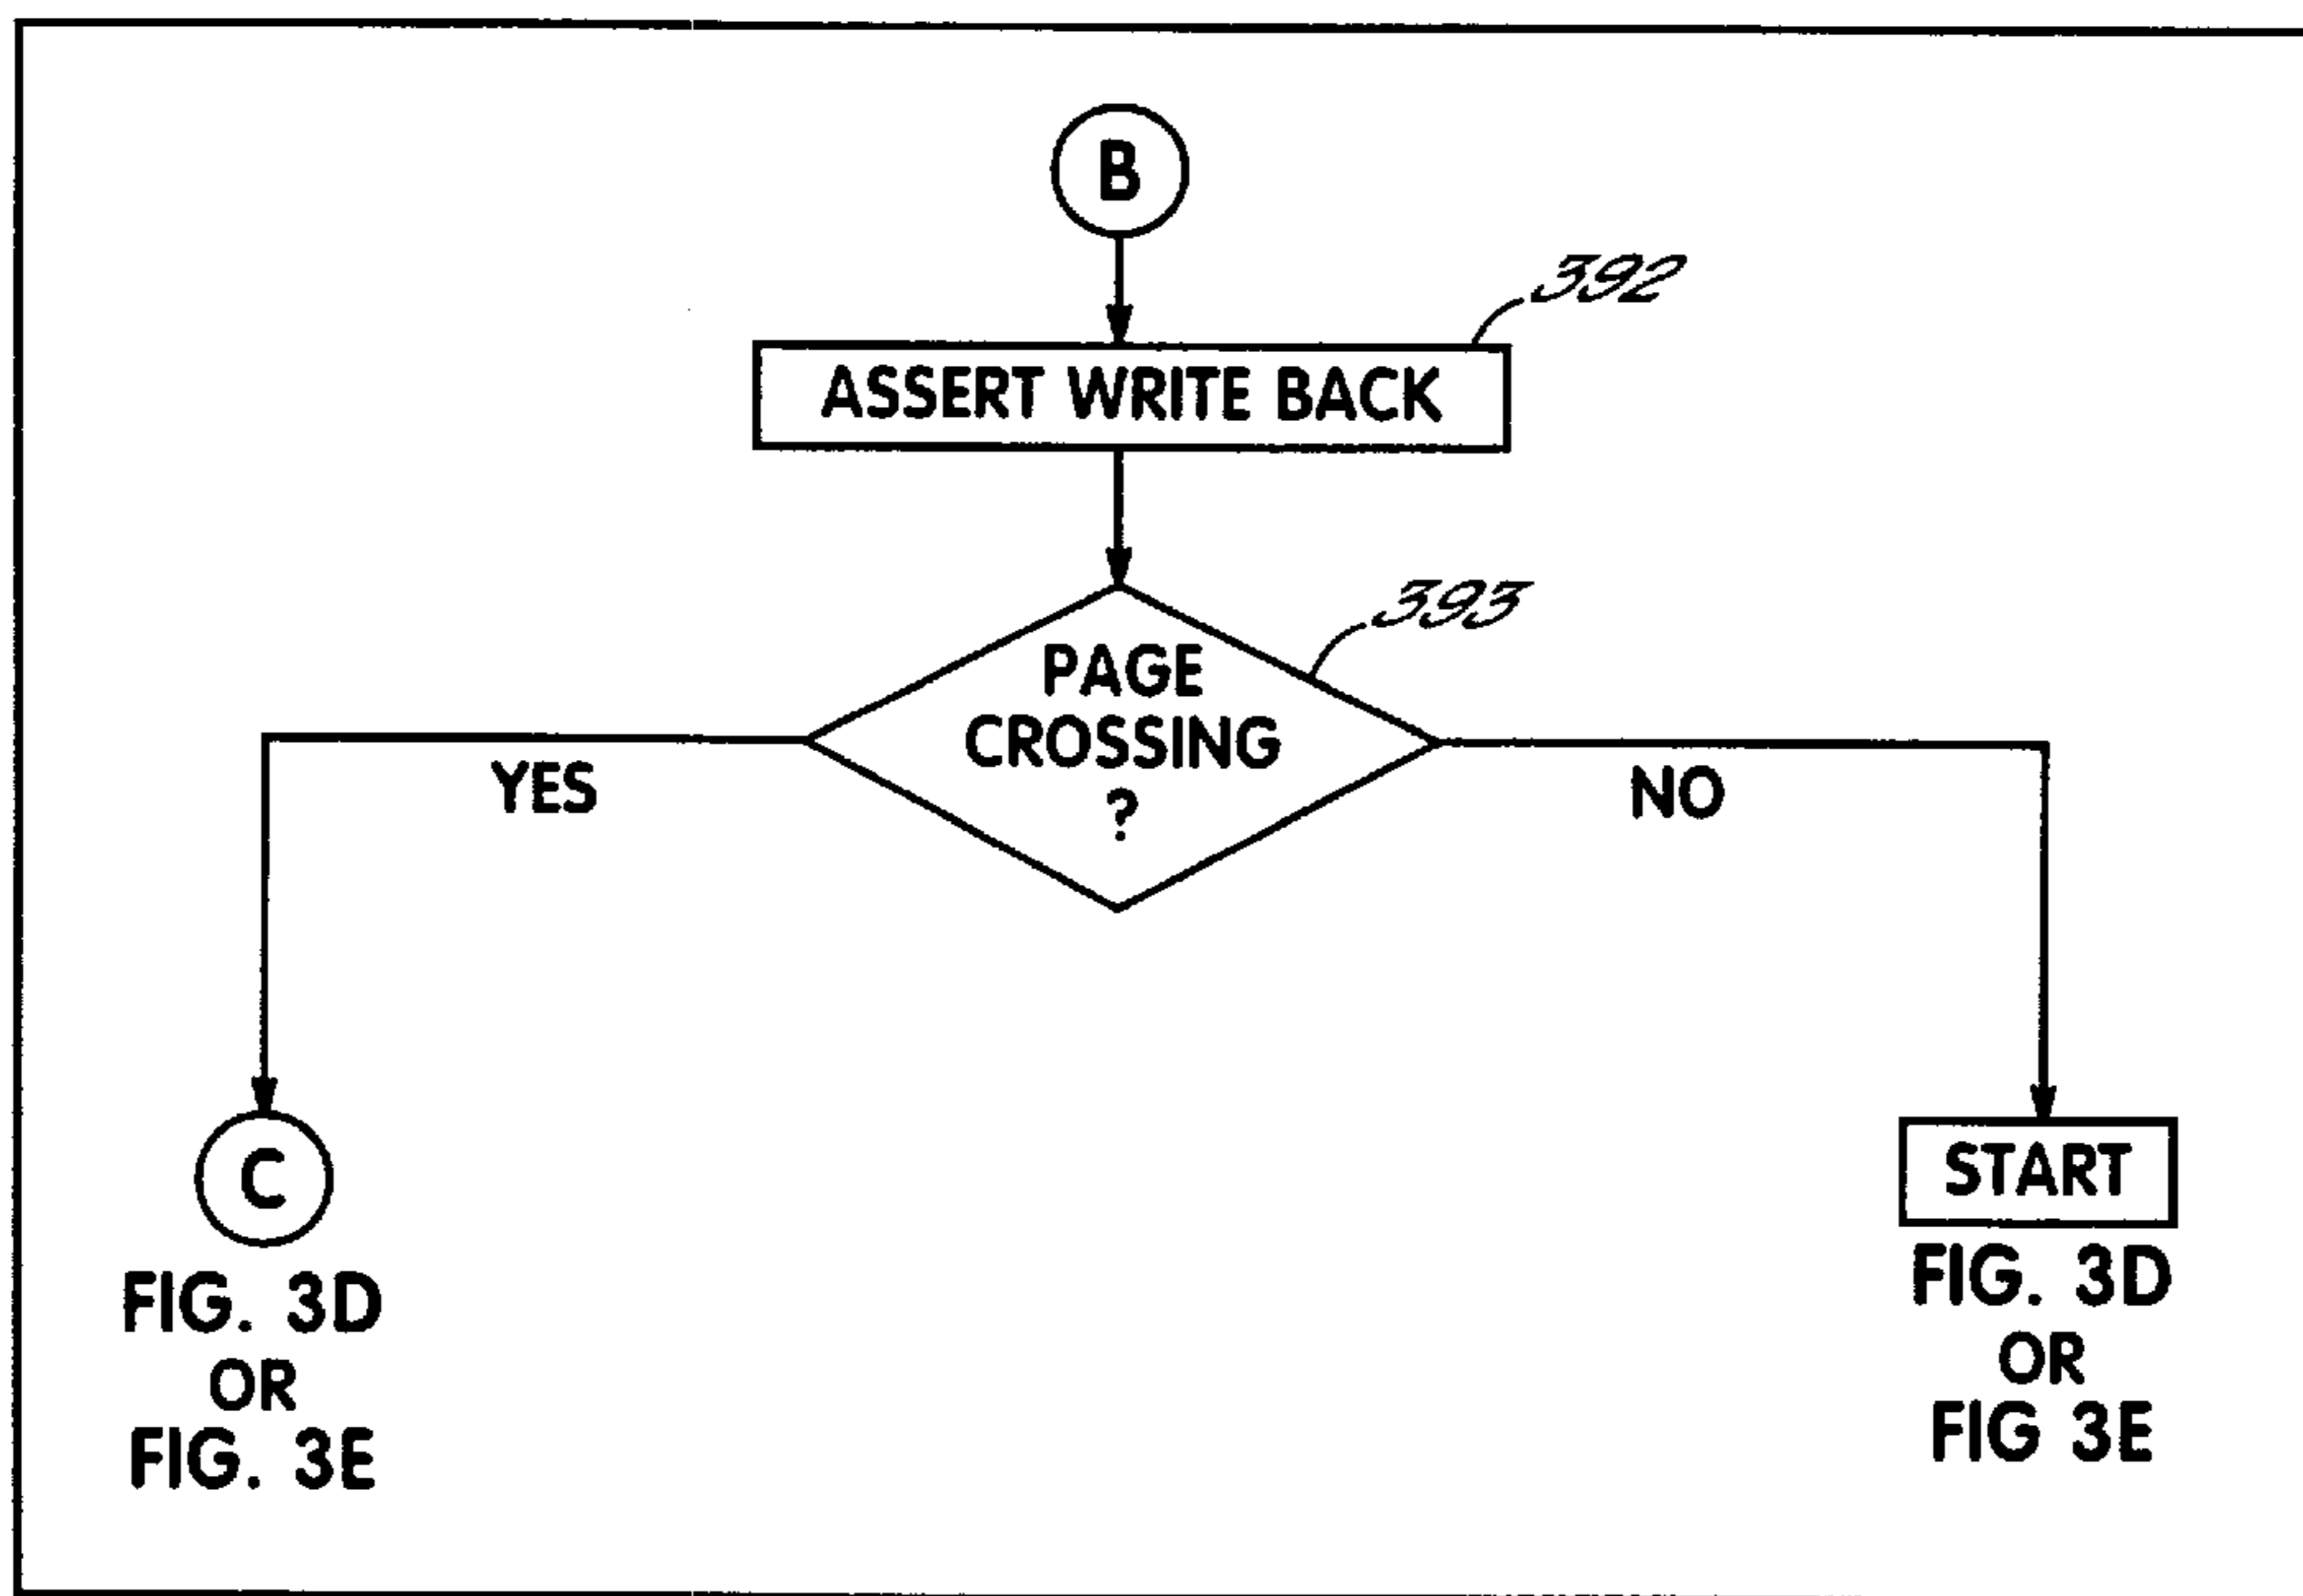 B
392
ASSERT WRITE BACK
393
PAGE
CROSSING
?
YES
NO
C
START
FIG. 3D
OR
FIG. 3E
FIG. 3D
OR
FIG 3E